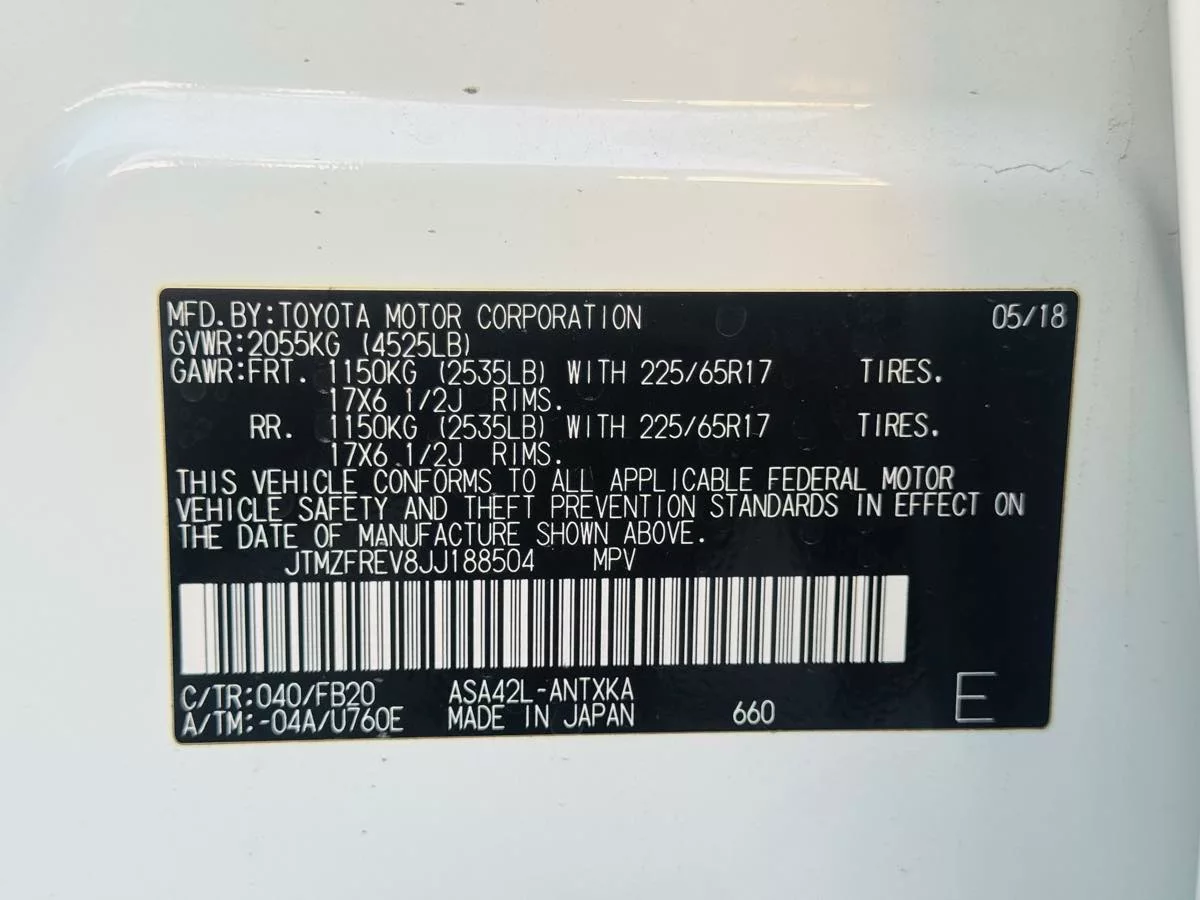 MFD.BY:TOYOTA MOTOR CORPORATION 05/18
GVWR:2055KG (4525LB)
GAWR:FRT. 1150KG (2535LB) WITH 225/65R17 TIRES.
17X6 1/2J RIMS.
RR. 1150KG (2535LB) WITH 225/65R17 TIRES.
17X6 1/2J RIMS.
THIS VEHICLE CONFORMS TO ALL APPLICABLE FEDERAL MOTOR
VEHICLE SAFETY AND THEFT PREVENTION STANDARDS IN EFFECT ON
THE DATE OF MANUFACTURE SHOWN ABOVE.
JTMZFREV8JJ188504 MPV
C/TR:040/FB20 ASA42L-ANTXKA
A/TM:-04A/U760E MADE IN JAPAN 660 E